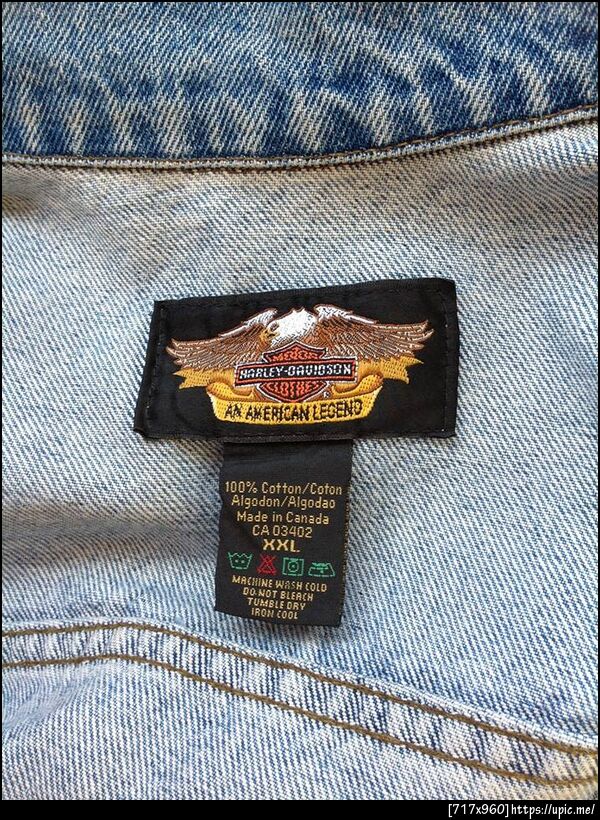 MOTOR
HARLEY-DAVIDSON
CLOTHES
®
AN AMERICAN LEGEND
100% Cotton/Coton
Algodon/Algodao
Made in Canada
CA 03402
XXL
MACHINE WASH COLD
DO NOT BLEACH
TUMBLE DRY
IRON COOL
[717x960]https://upic.me/